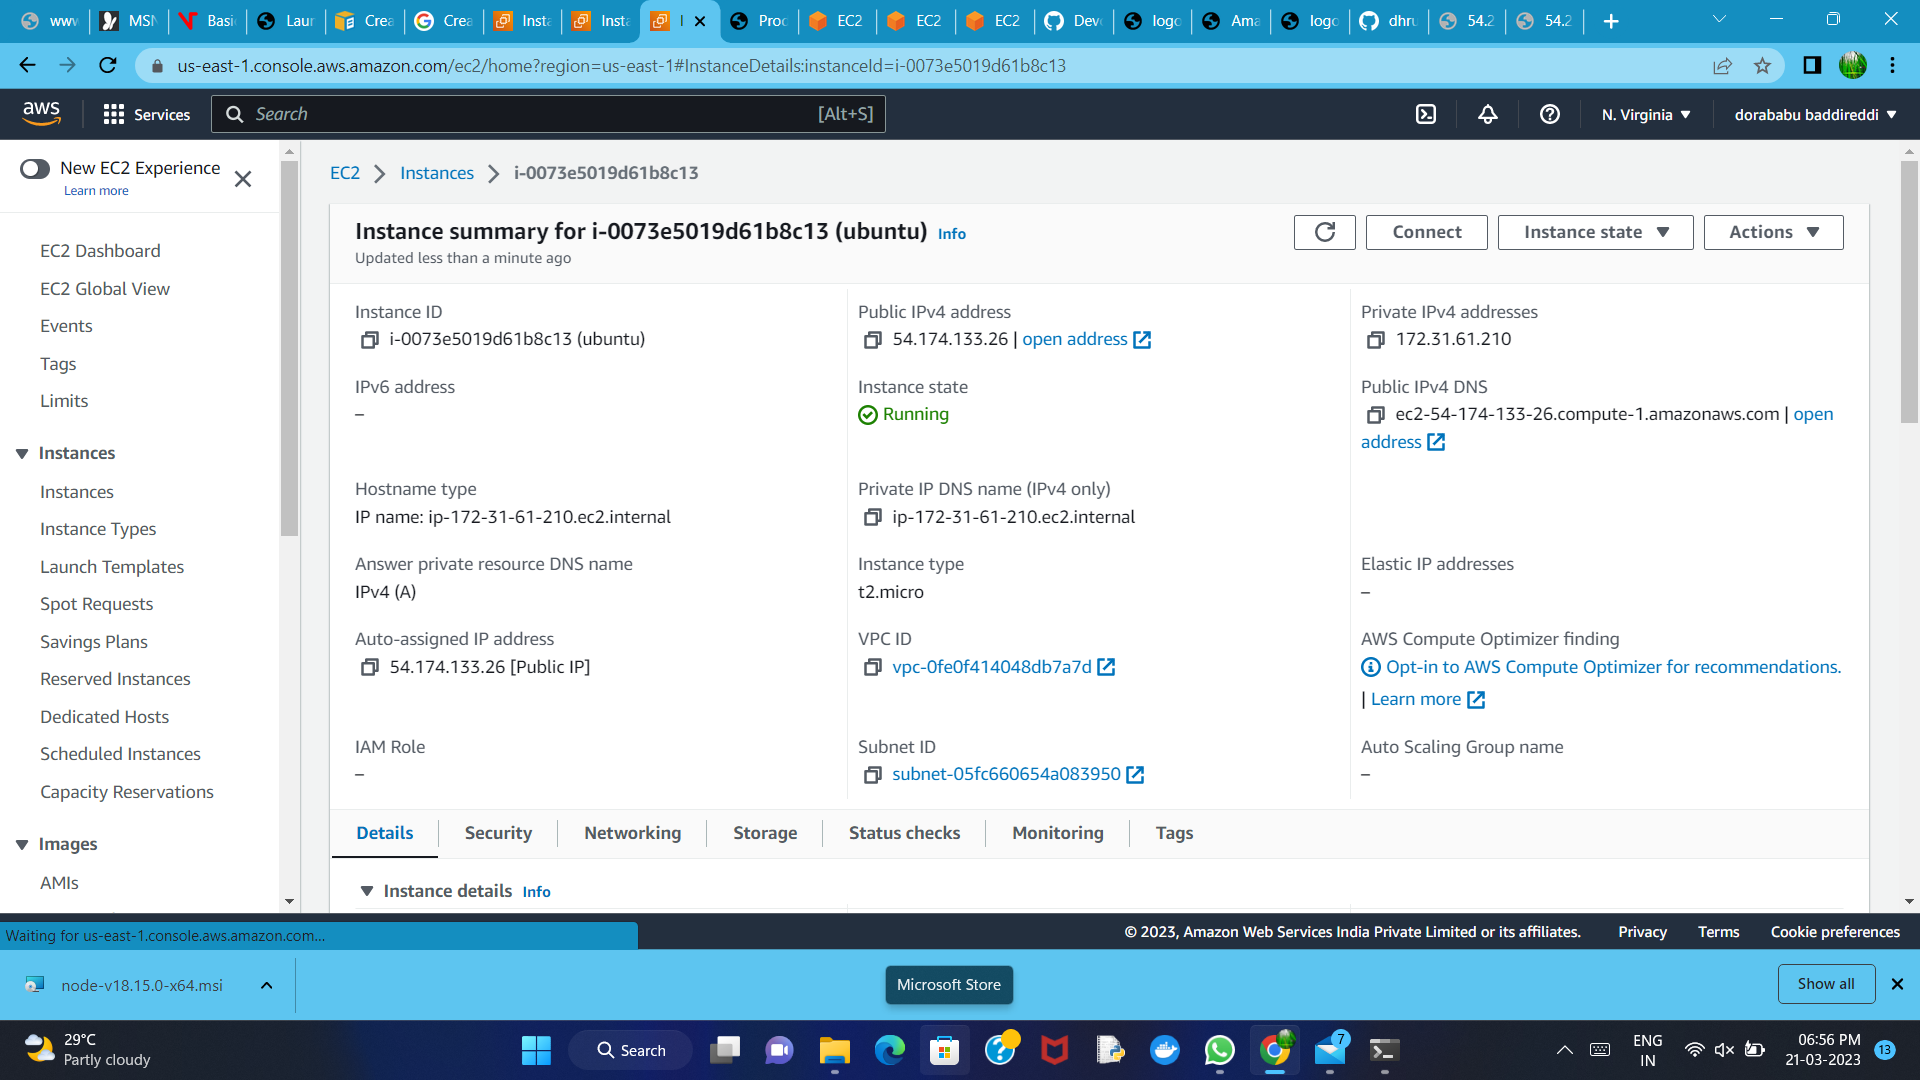 www
MSN
Basic
Laun
Crea
Crea
Insta
Insta
I
Proc
EC2
EC2
EC2
Deve
logo
Ama
logo
dhru
54.2
54.2
us-east-1.console.aws.amazon.com/ec2/home?region=us-east-1#InstanceDetails:instanceId=i-0073e5019d61b8c13
aws
Services
Search
[Alt+S]
N. Virginia
dorababu baddireddi
New EC2 Experience
Learn more
EC2 Dashboard
EC2 Global View
Events
Tags
Limits
Instances
Instances
Instance Types
Launch Templates
Spot Requests
Savings Plans
Reserved Instances
Dedicated Hosts
Scheduled Instances
Capacity Reservations
Images
AMIs
EC2 > Instances > i-0073e5019d61b8c13
Instance summary for i-0073e5019d61b8c13 (ubuntu) Info
Updated less than a minute ago
Connect
Instance state
Actions
Instance ID
i-0073e5019d61b8c13 (ubuntu)
Public IPv4 address
54.174.133.26 | open address
Private IPv4 addresses
172.31.61.210
IPv6 address
–
Instance state
Running
Public IPv4 DNS
ec2-54-174-133-26.compute-1.amazonaws.com | open
address
Hostname type
IP name: ip-172-31-61-210.ec2.internal
Private IP DNS name (IPv4 only)
ip-172-31-61-210.ec2.internal
Answer private resource DNS name
IPv4 (A)
Instance type
t2.micro
Elastic IP addresses
–
Auto-assigned IP address
54.174.133.26 [Public IP]
VPC ID
vpc-0fe0f414048db7a7d
AWS Compute Optimizer finding
Opt-in to AWS Compute Optimizer for recommendations.
| Learn more
IAM Role
–
Subnet ID
subnet-05fc660654a083950
Auto Scaling Group name
–
Details
Security
Networking
Storage
Status checks
Monitoring
Tags
Instance details Info
Waiting for us-east-1.console.aws.amazon.com...
© 2023, Amazon Web Services India Private Limited or its affiliates.
Privacy
Terms
Cookie preferences
node-v18.15.0-x64.msi
Microsoft Store
Show all
29°C
Partly cloudy
Search
7
ENG
IN
06:56 PM
21-03-2023
13